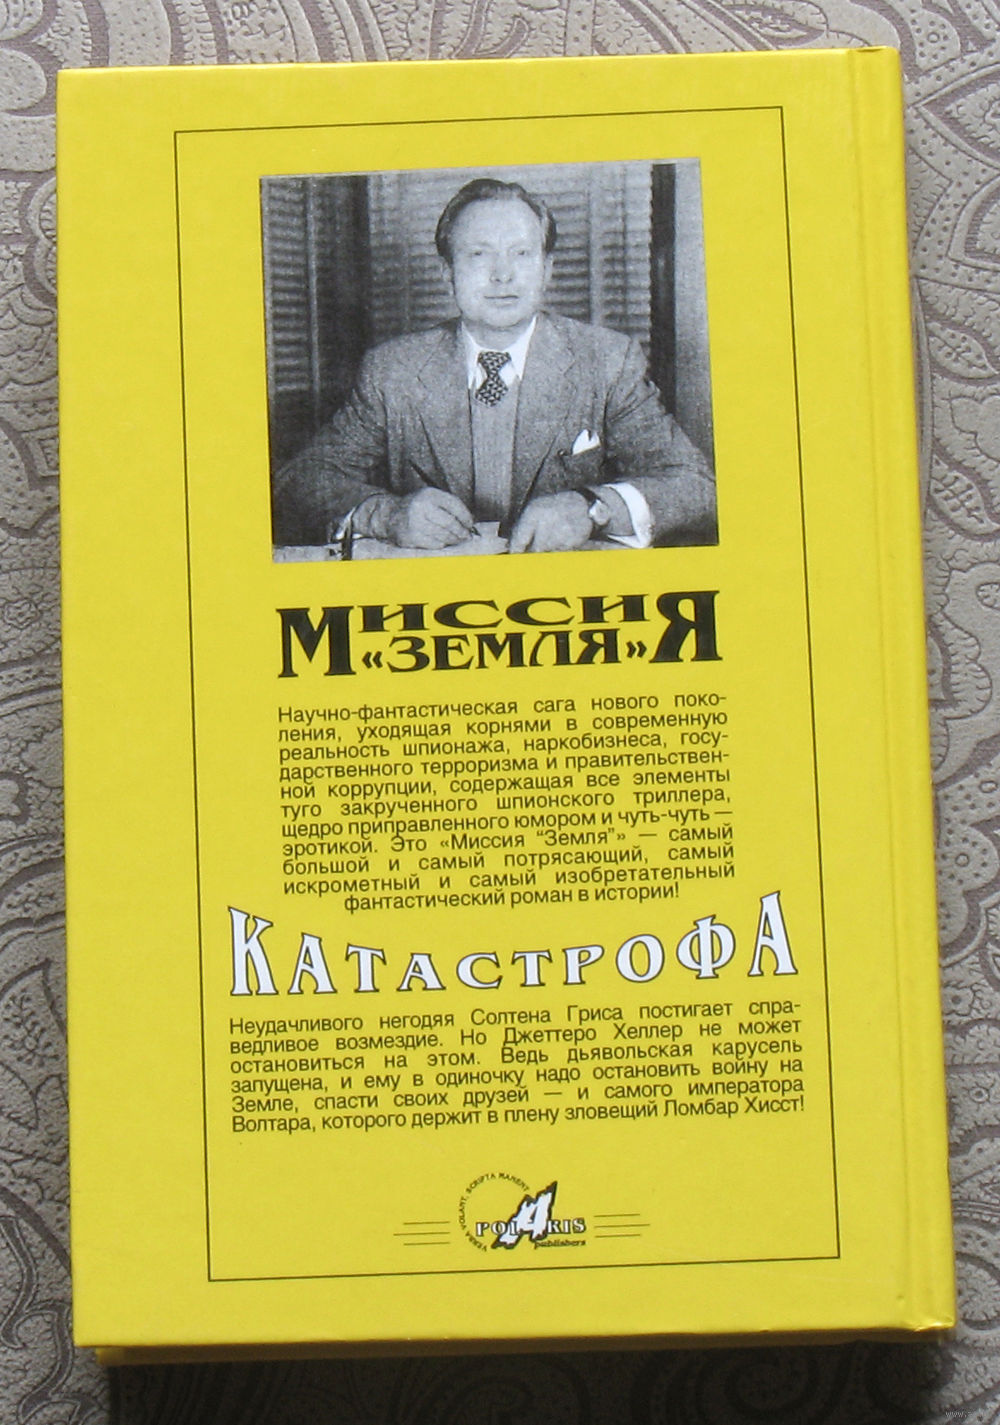 МИССИЯ
«ЗЕМЛЯ»
Научно-фантастическая сага нового поко-
ления, уходящая корнями в современную
реальность шпионажа, наркобизнеса, госу-
дарственного терроризма и правительствен-
ной коррупции, содержащая все элементы
туго закрученного шпионского триллера,
щедро приправленного юмором и чуть-чуть —
эротикой. Это «Миссия “Земля”» — самый
большой и самый потрясающий, самый
искрометный и самый изобретательный
фантастический роман в истории!
КАТАСТРОФА
Неудачливого негодяя Солтена Гриса постигает спра-
ведливое возмездие. Но Джеттеро Хеллер не может
остановиться на этом. Ведь дьявольская карусель
запущена, и ему в одиночку надо остановить войну на
Земле, спасти своих друзей — и самого императора
Волтара, которого держит в плену зловещий Ломбар Хисст!
VERBA VOLANT, SCRIPTA MANENT
POLARIS
publishers